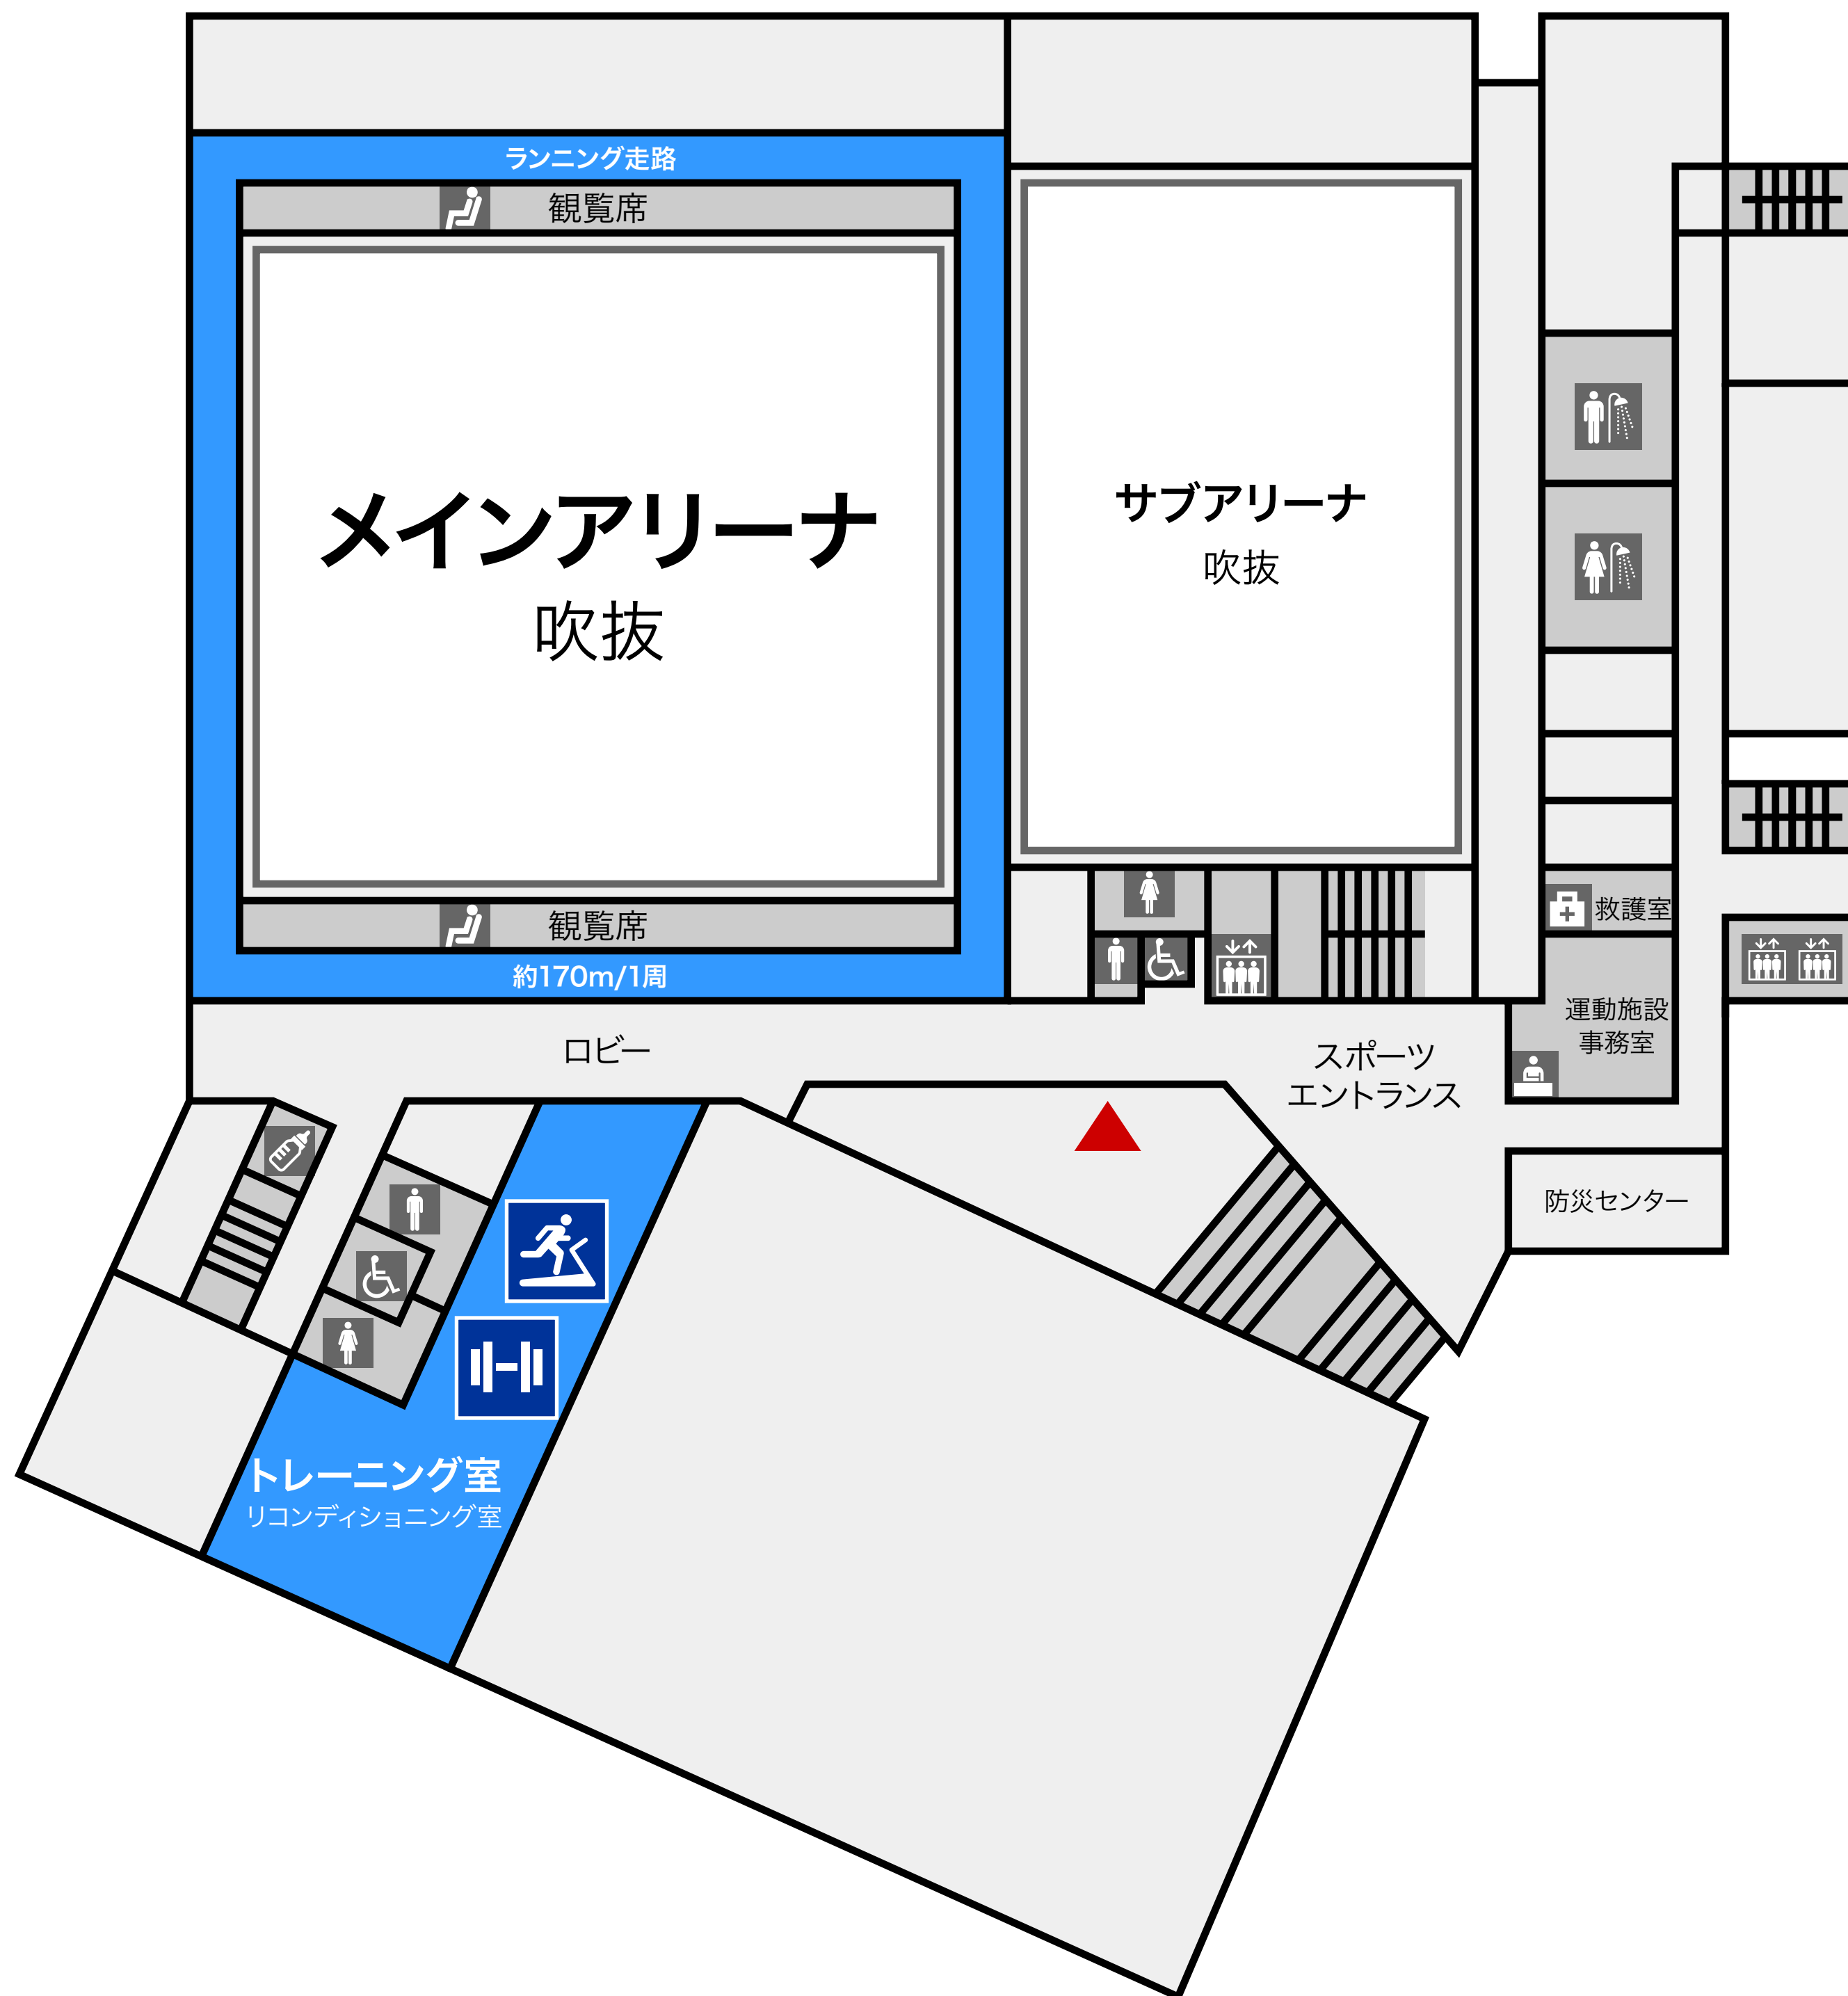 ランニング走路
観覧席
メインアリーナ
吹抜
サブアリーナ
吹抜
観覧席
救護室
約170m/1周
運動施設
事務室
ロビー
スポーツ
エントランス
防災センター
トレーニング室
リコンディショニング室